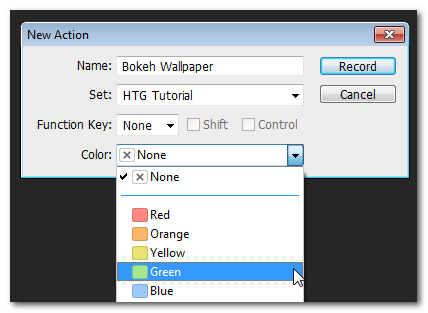 New Action
Name: Bokeh Wallpaper Record
Set: HTG Tutorial Cancel
Function Key: None Shift Control
Color: None
None
Red
Orange
Yellow
Green
Blue